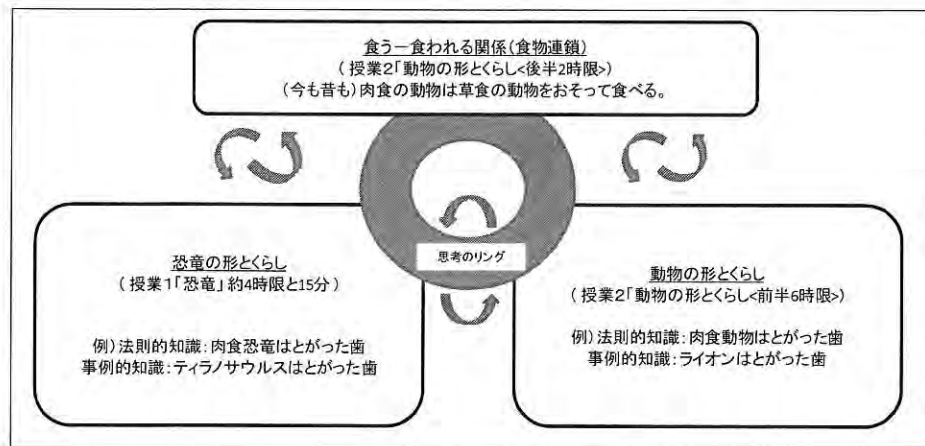 食う－食われる関係(食物連鎖)
(授業2「動物の形とくらし<後半2時限>)
(今も昔も)肉食の動物は草食の動物をおそって食べる。
思考のリング
恐竜の形とくらし
(授業1「恐竜」約4時限と15分)
例)法則的知識:肉食恐竜はとがった歯
事例的知識:ティラノサウルスはとがった歯
動物の形とくらし
(授業2「動物の形とくらし<前半6時限>)
例)法則的知識:肉食動物はとがった歯
事例的知識:ライオンはとがった歯